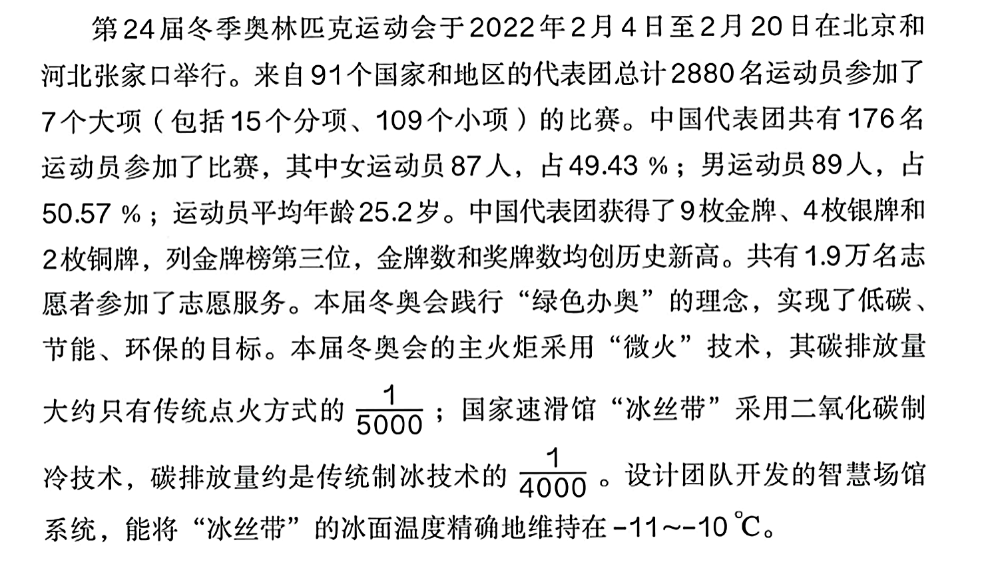 第24届冬季奥林匹克运动会于2022年2月4日至2月20日在北京和
河北张家口举行。来自91个国家和地区的代表团总计2880名运动员参加了
7个大项（包括15个分项、109个小项）的比赛。中国代表团共有176名
运动员参加了比赛，其中女运动员87人，占49.43 %；男运动员89人，占
50.57 %；运动员平均年龄25.2岁。中国代表团获得了9枚金牌、4枚银牌和
2枚铜牌，列金牌榜第三位，金牌数和奖牌数均创历史新高。共有1.9万名志
愿者参加了志愿服务。本届冬奥会践行“绿色办奥”的理念，实现了低碳、
节能、环保的目标。本届冬奥会的主火炬采用“微火”技术，其碳排放量
大约只有传统点火方式的 1/5000；国家速滑馆“冰丝带”采用二氧化碳制
冷技术，碳排放量约是传统制冰技术的 1/4000。设计团队开发的智慧场馆
系统，能将“冰丝带”的冰面温度精确地维持在-11～-10 ℃。